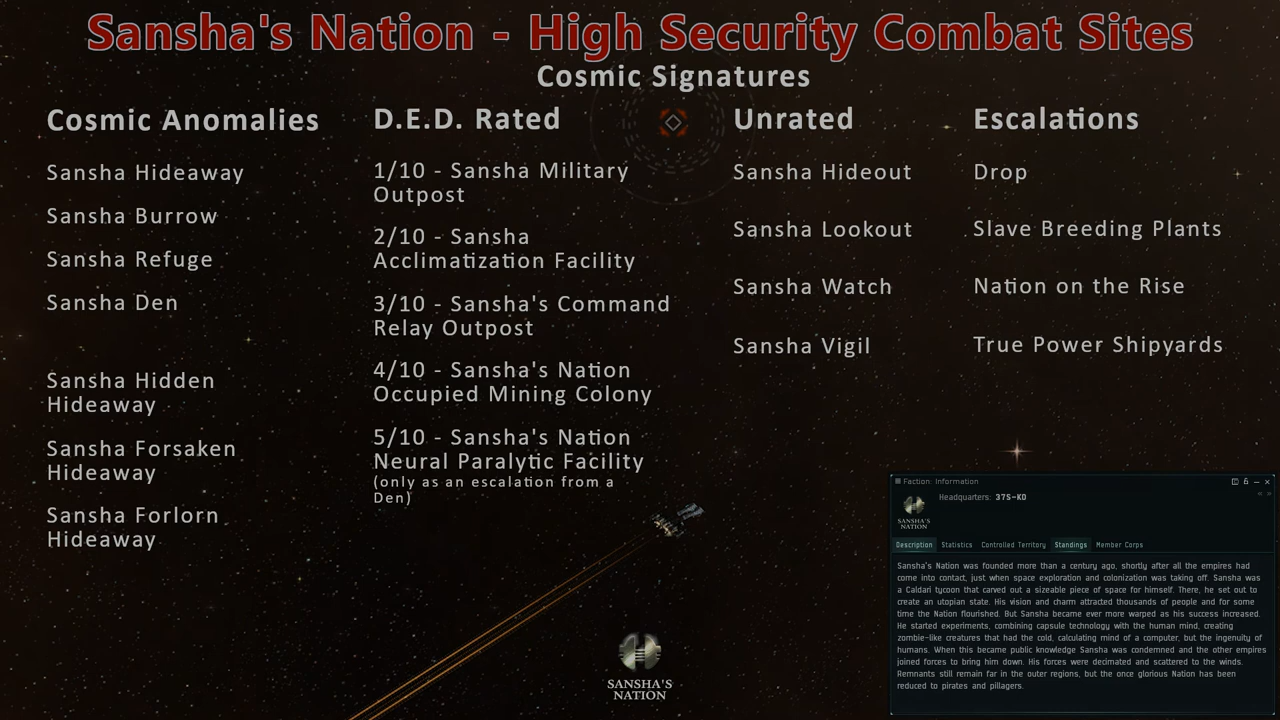 Sansha's Nation - High Security Combat Sites
Cosmic Signatures
Cosmic Anomalies
Sansha Hideaway
Sansha Burrow
Sansha Refuge
Sansha Den
Sansha Hidden
Hideaway
Sansha Forsaken
Hideaway
Sansha Forlorn
Hideaway
D.E.D. Rated
1/10 - Sansha Military
Outpost
2/10 - Sansha
Acclimatization Facility
3/10 - Sansha's Command
Relay Outpost
4/10 - Sansha's Nation
Occupied Mining Colony
5/10 - Sansha's Nation
Neural Paralytic Facility
(only as an escalation from a
Den)
Unrated
Sansha Hideout
Sansha Lookout
Sansha Watch
Sansha Vigil
Escalations
Drop
Slave Breeding Plants
Nation on the Rise
True Power Shipyards
Faction: Information
Headquarters: 37S-KO
SANSHA'S
NATION
Description Statistics Controlled Territory Standings Member Corps
Sansha's Nation was founded more than a century ago, shortly after all the empires had
come into contact, just when space exploration and colonization was taking off. Sansha was
a Caldari tycoon that carved out a sizeable piece of space for himself. There, he set out to
create an utopian state. His vision and charm attracted thousands of people and for some
time the Nation flourished. But Sansha became ever more warped as his success increased.
He started experiments, combining capsule technology with the human mind, creating
zombie-like creatures that had the cold, calculating mind of a computer, but the ingenuity of
humans. When this became public knowledge Sansha was condemned and the other empires
joined forces to bring him down. His forces were decimated and scattered to the winds.
Remnants still remain far in the outer regions, but the once glorious Nation has been
reduced to pirates and pillagers.
SANSHA'S
NATION